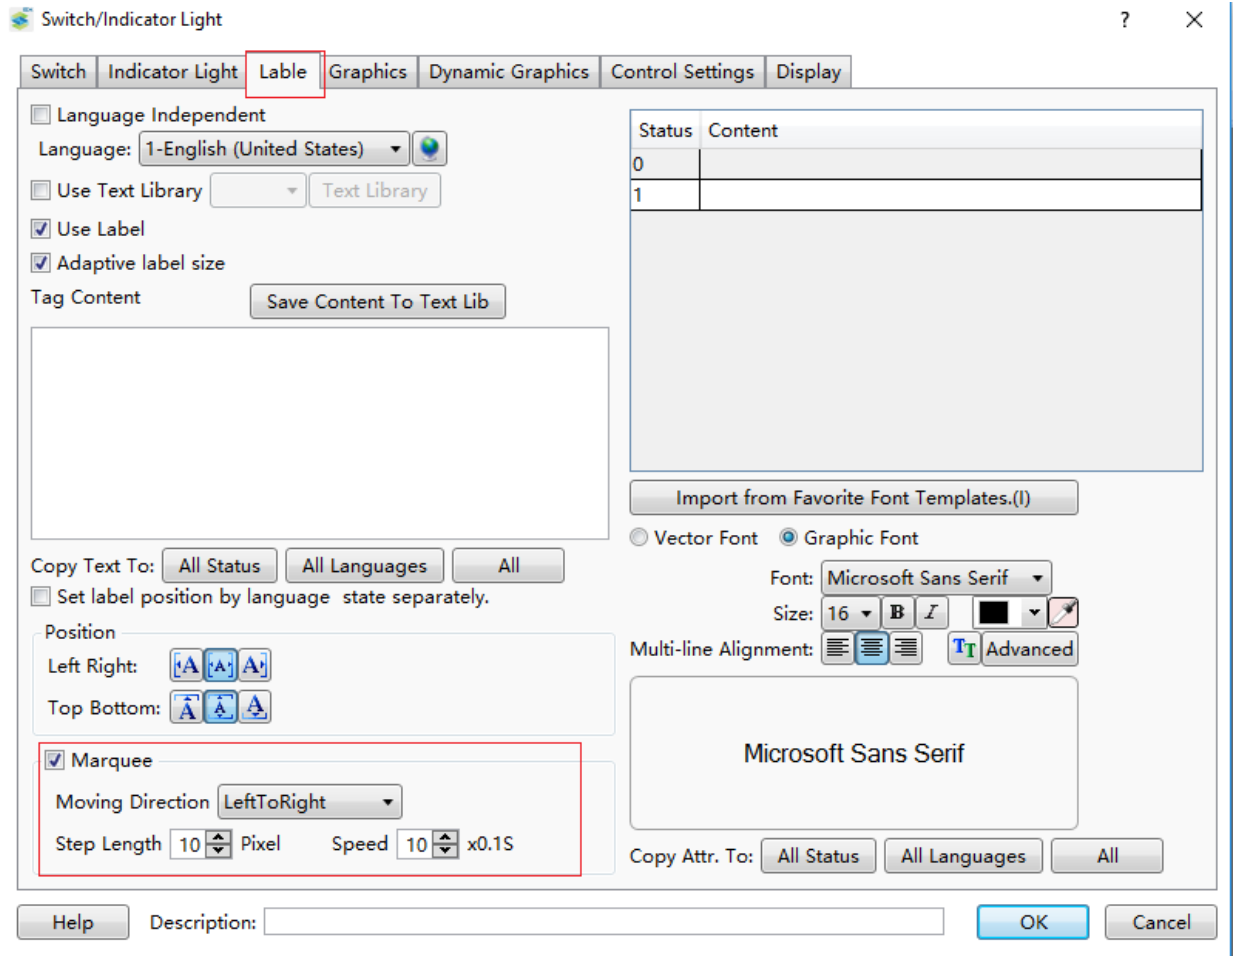 Switch/Indicator Light
?
Switch Indicator Light Lable Graphics Dynamic Graphics Control Settings Display
Language Independent
Language: 1-English (United States)
Use Text Library Text Library
Use Label
Adaptive label size
Tag Content Save Content To Text Lib
Copy Text To: All Status All Languages All
Set label position by language state separately.
Position
Left Right: A A A
Top Bottom: A A A
Marquee
Moving Direction LeftToRight
Step Length 10 Pixel Speed 10 x0.1S
Status Content
0
1
Import from Favorite Font Templates.(I)
Vector Font Graphic Font
Font: Microsoft Sans Serif
Size: 16 B I
Multi-line Alignment: TT Advanced
Microsoft Sans Serif
Copy Attr. To: All Status All Languages All
Help Description: OK Cancel